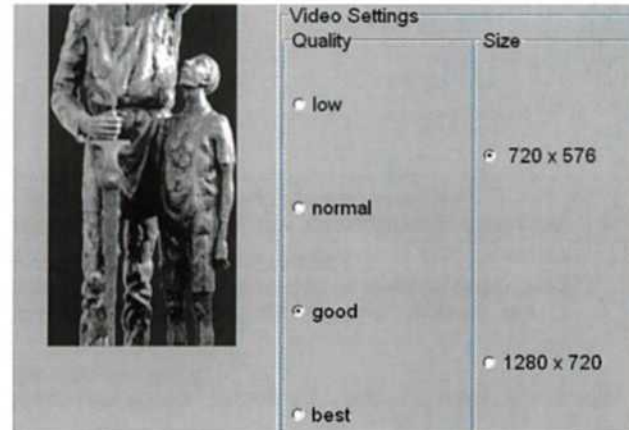 Video Settings
Quality
Size
low
720 x 576
normal
good
1280 x 720
best